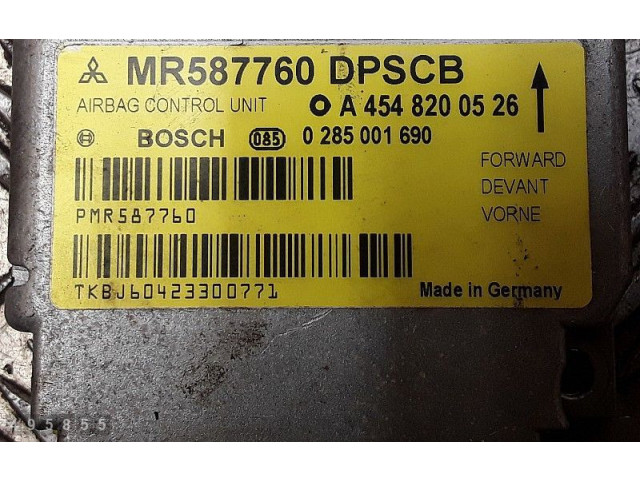 MR587760 DPSCB
AIRBAG CONTROL UNIT A 454 820 05 26
BOSCH 085 0 285 001 690
FORWARD
DEVANT
VORNE
PMR587760
TKBJ60423300771
Made in Germany
495855